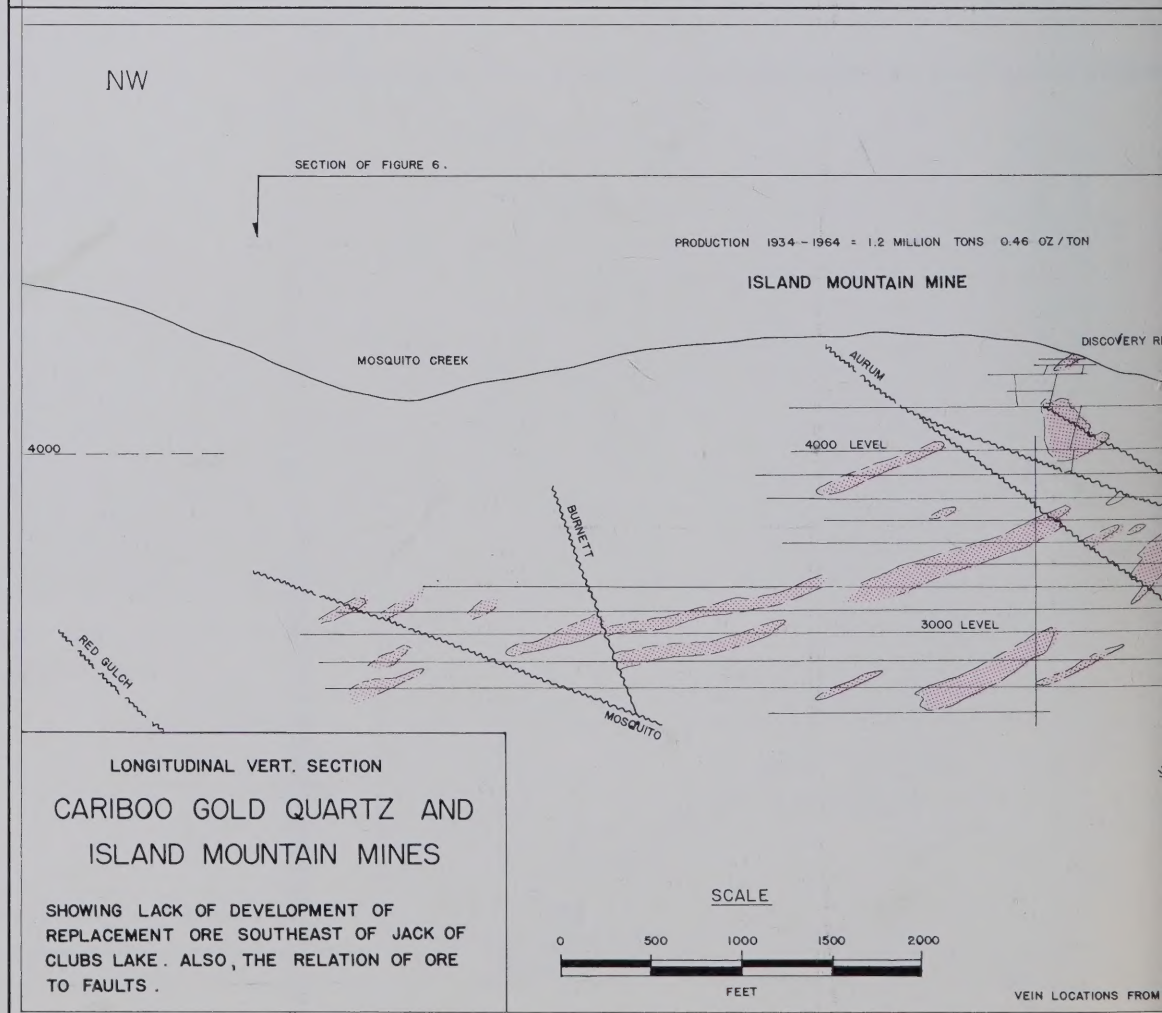 NW
SECTION OF FIGURE 6.
PRODUCTION 1934 - 1964 = 1.2 MILLION TONS 0.46 OZ / TON
ISLAND MOUNTAIN MINE
DISCOVERY R
MOSQUITO CREEK
AURUM
4000
4000 LEVEL
BURNETT
3000 LEVEL
RED GULCH
MOSQUITO
LONGITUDINAL VERT. SECTION
CARIBOO GOLD QUARTZ AND
ISLAND MOUNTAIN MINES
SHOWING LACK OF DEVELOPMENT OF
REPLACEMENT ORE SOUTHEAST OF JACK OF
CLUBS LAKE. ALSO, THE RELATION OF ORE
TO FAULTS.
SCALE
0 500 1000 1500 2000
FEET
VEIN LOCATIONS FROM